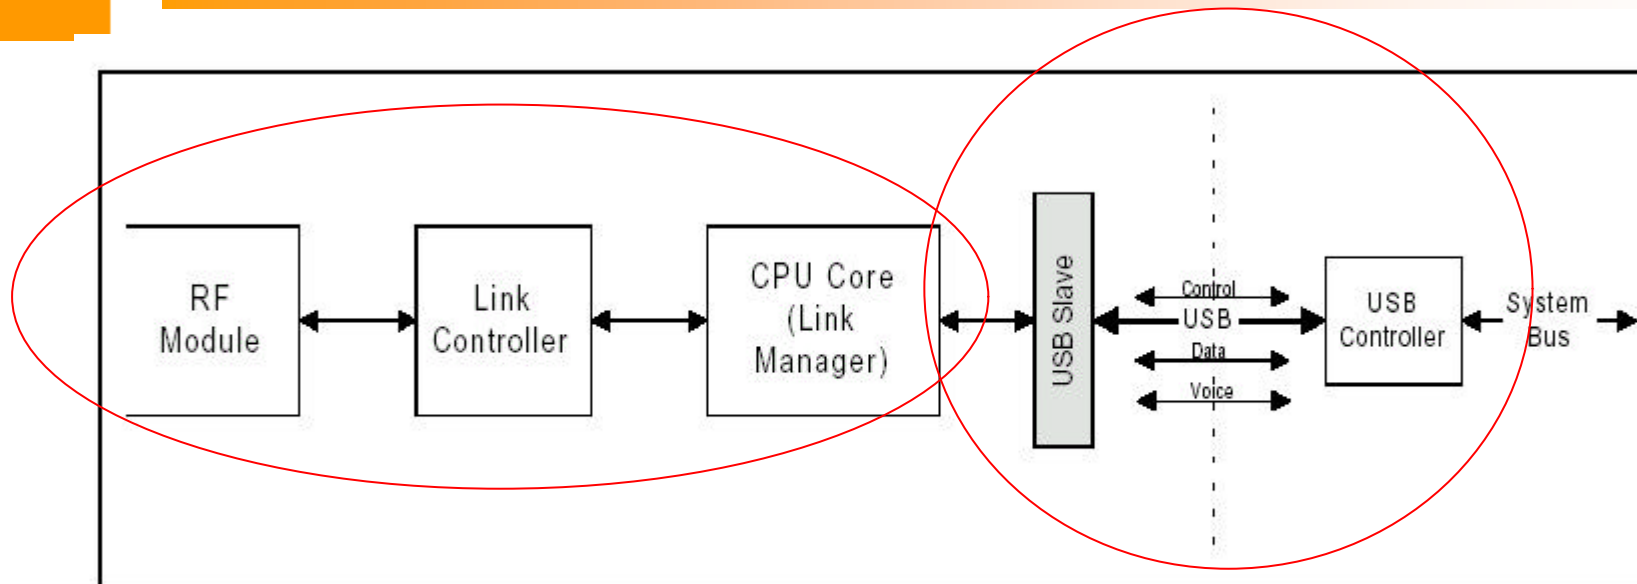 RF
Module
Link
Controller
CPU Core
(Link
Manager)
USB Slave
Control
USB
Data
Voice
USB
Controller
System
Bus